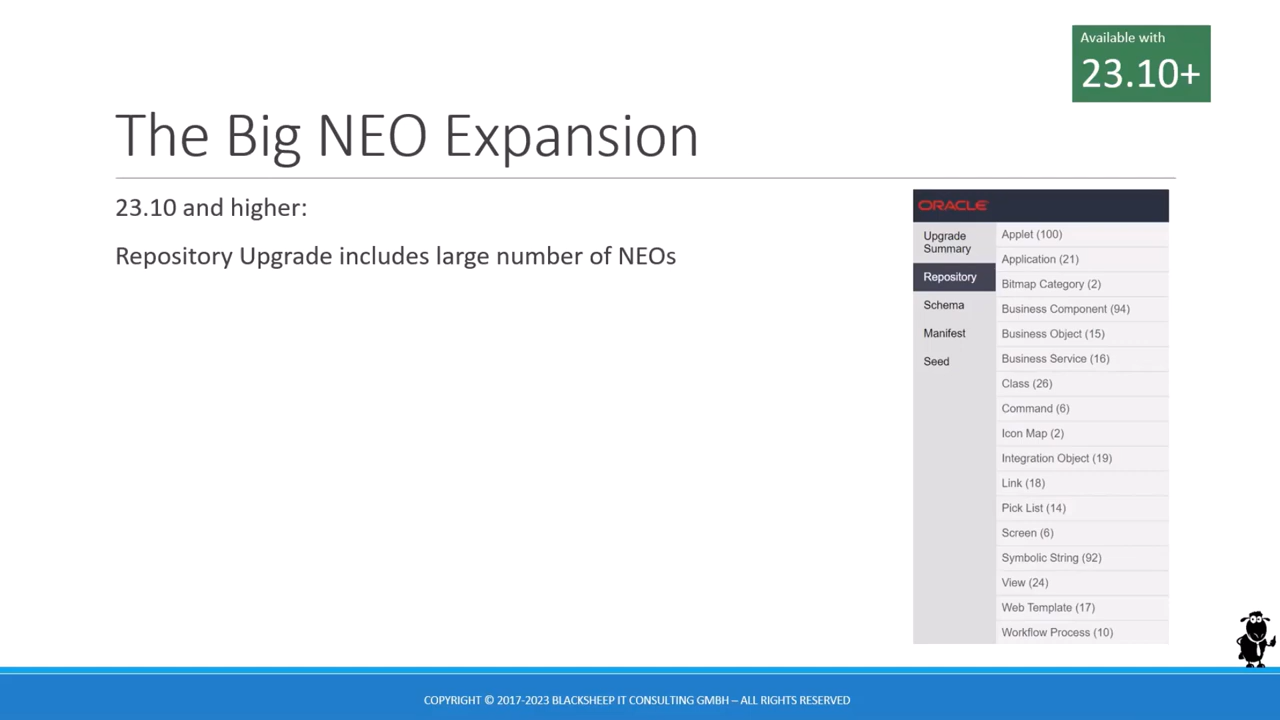 Available with
23.10+
The Big NEO Expansion
23.10 and higher:
Repository Upgrade includes large number of NEOs
ORACLE
Upgrade
Summary
Repository
Schema
Manifest
Seed
Applet (100)
Application (21)
Bitmap Category (2)
Business Component (94)
Business Object (15)
Business Service (16)
Class (26)
Command (6)
Icon Map (2)
Integration Object (19)
Link (18)
Pick List (14)
Screen (6)
Symbolic String (92)
View (24)
Web Template (17)
Workflow Process (10)
COPYRIGHT © 2017-2023 BLACKSHEEP IT CONSULTING GMBH – ALL RIGHTS RESERVED